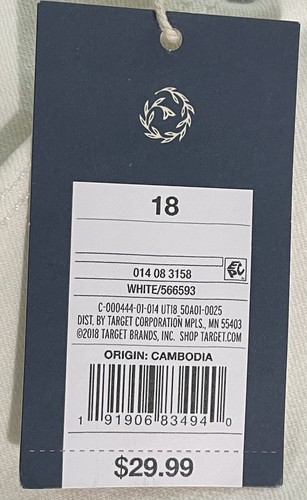 18
014 08 3158
WHITE/566593
C-000444-01-014 UT18 50A01-0025
DIST. BY TARGET CORPORATION MPLS., MN 55403
©2018 TARGET BRANDS, INC. SHOP TARGET.COM
ORIGIN: CAMBODIA
1 91906 83494 0
$29.99